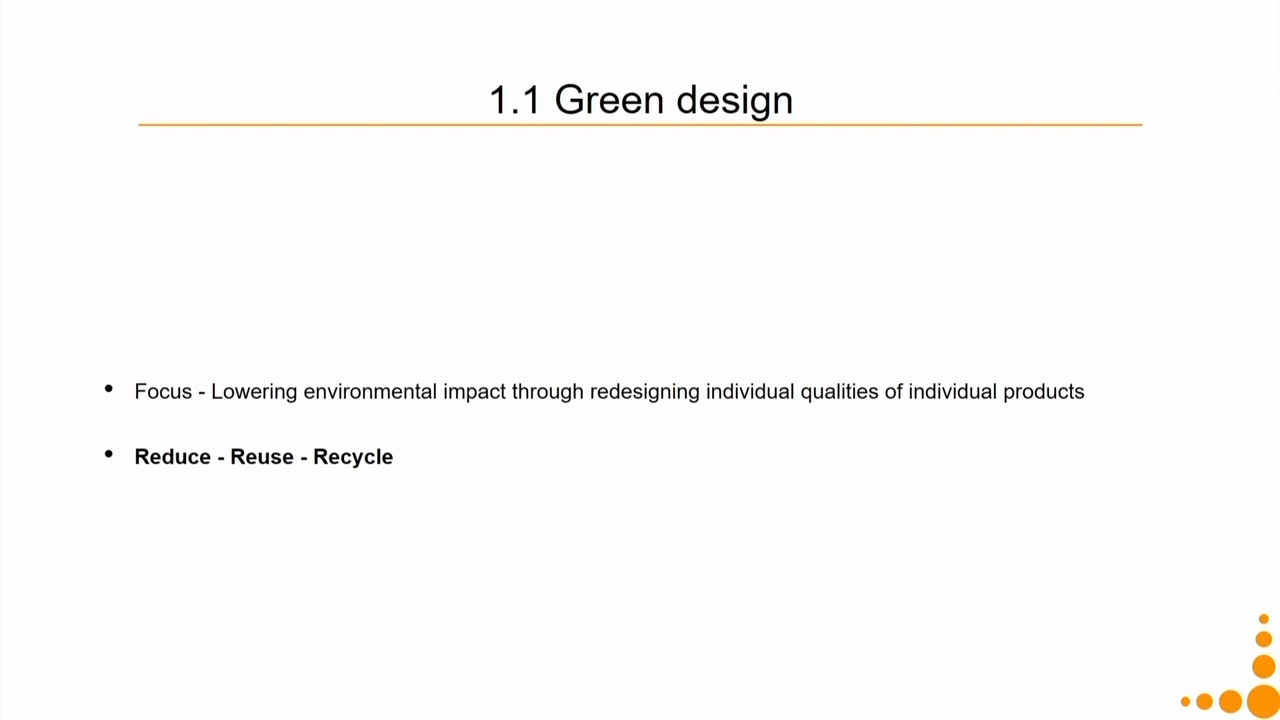 1.1 Green design
• Focus - Lowering environmental impact through redesigning individual qualities of individual products
• Reduce - Reuse - Recycle